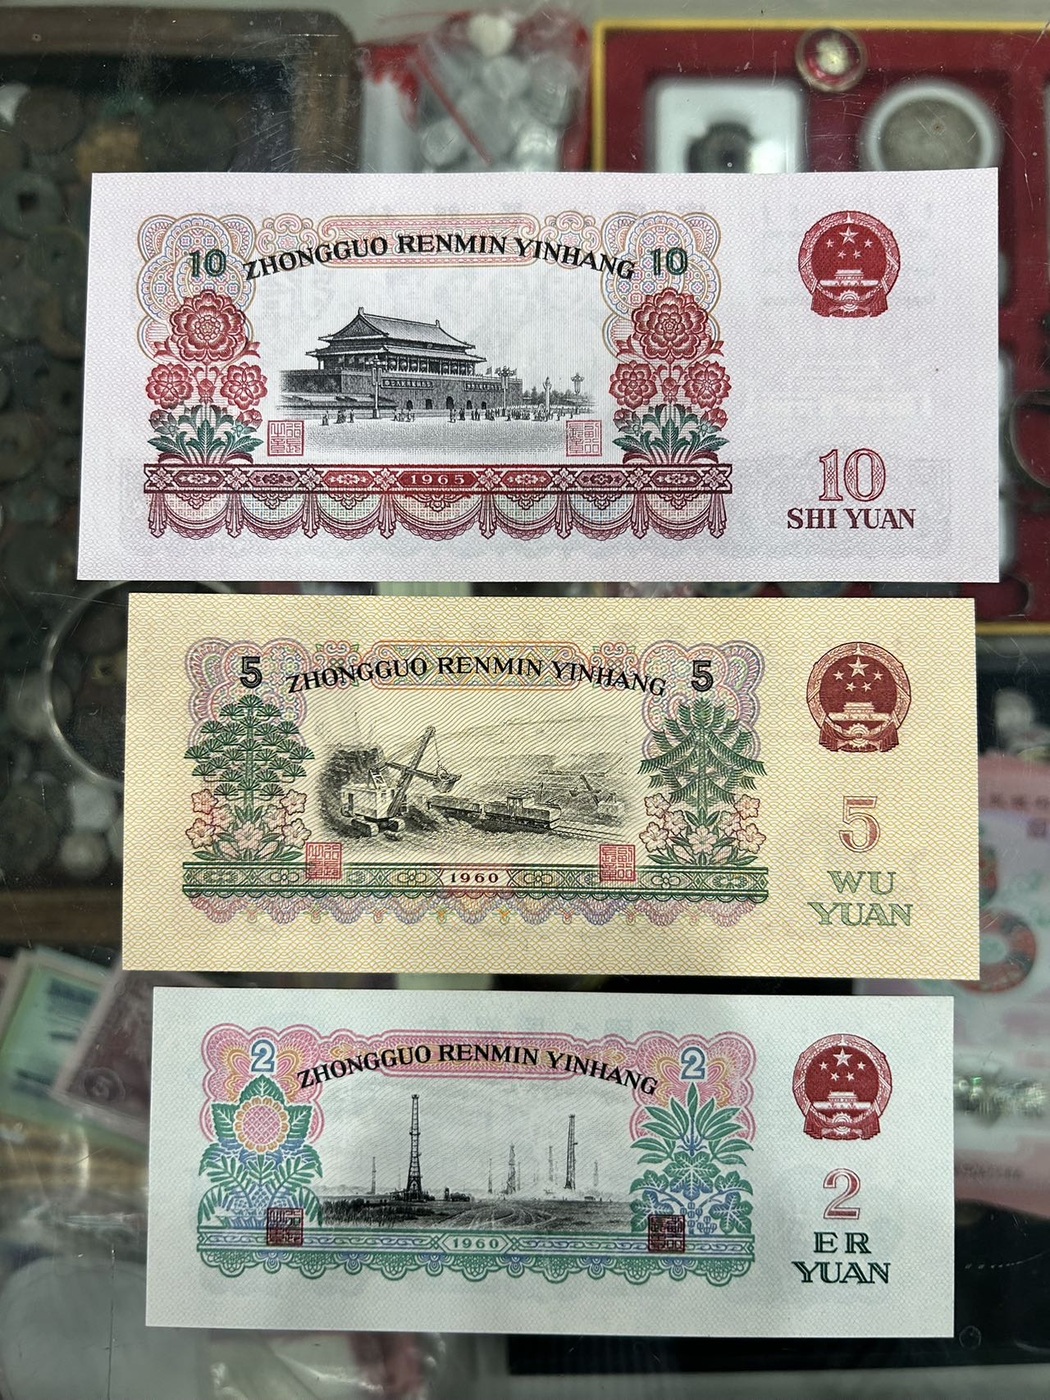 10 ZHONGGUO RENMIN YINHANG 10
1965
10
SHI YUAN
5 ZHONGGUO RENMIN YINHANG 5
1960
5
WU
YUAN
2 ZHONGGUO RENMIN YINHANG 2
1960
2
ER
YUAN